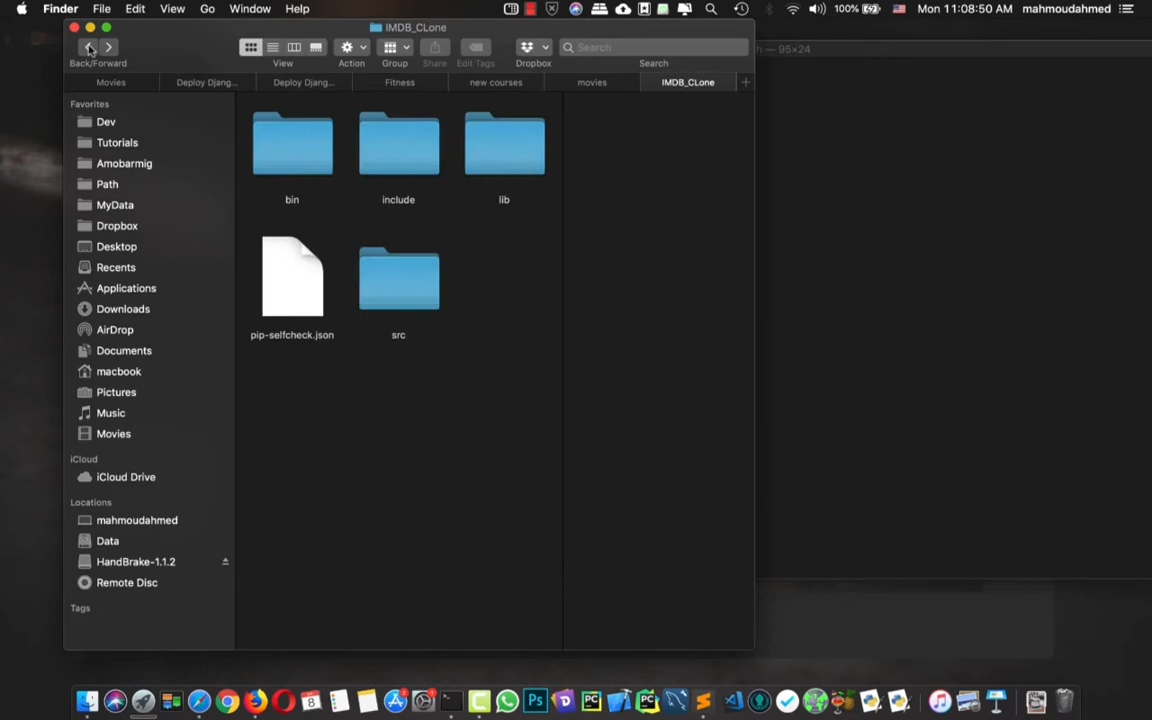 Finder File Edit View Go Window Help 100% Mon 11:08:50 AM mahmoudahmed
IMDB_CLone
— 95×24
Search
Back/Forward View Action Group Share Edit Tags Dropbox Search
Movies Deploy Djang... Deploy Djang... Fitness new courses movies IMDB_CLone
Favorites
Dev
Tutorials
Amobarmig
Path
MyData
Dropbox
Desktop
Recents
Applications
Downloads
AirDrop
Documents
macbook
Pictures
Music
Movies
iCloud
iCloud Drive
Locations
mahmoudahmed
Data
HandBrake-1.1.2
Remote Disc
Tags
bin include lib
pip-selfcheck.json src